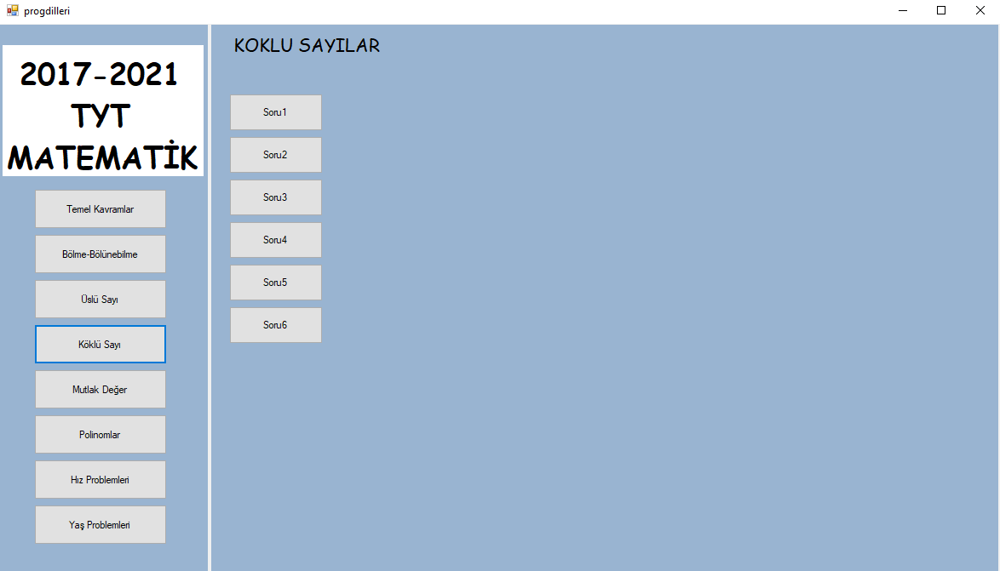 progdilleri
2017-2021
TYT
MATEMATİK
Temel Kavramlar
Bölme-Bölünebilme
Üslü Sayı
Köklü Sayı
Mutlak Değer
Polinomlar
Hız Problemleri
Yaş Problemleri
KOKLU SAYILAR
Soru1
Soru2
Soru3
Soru4
Soru5
Soru6